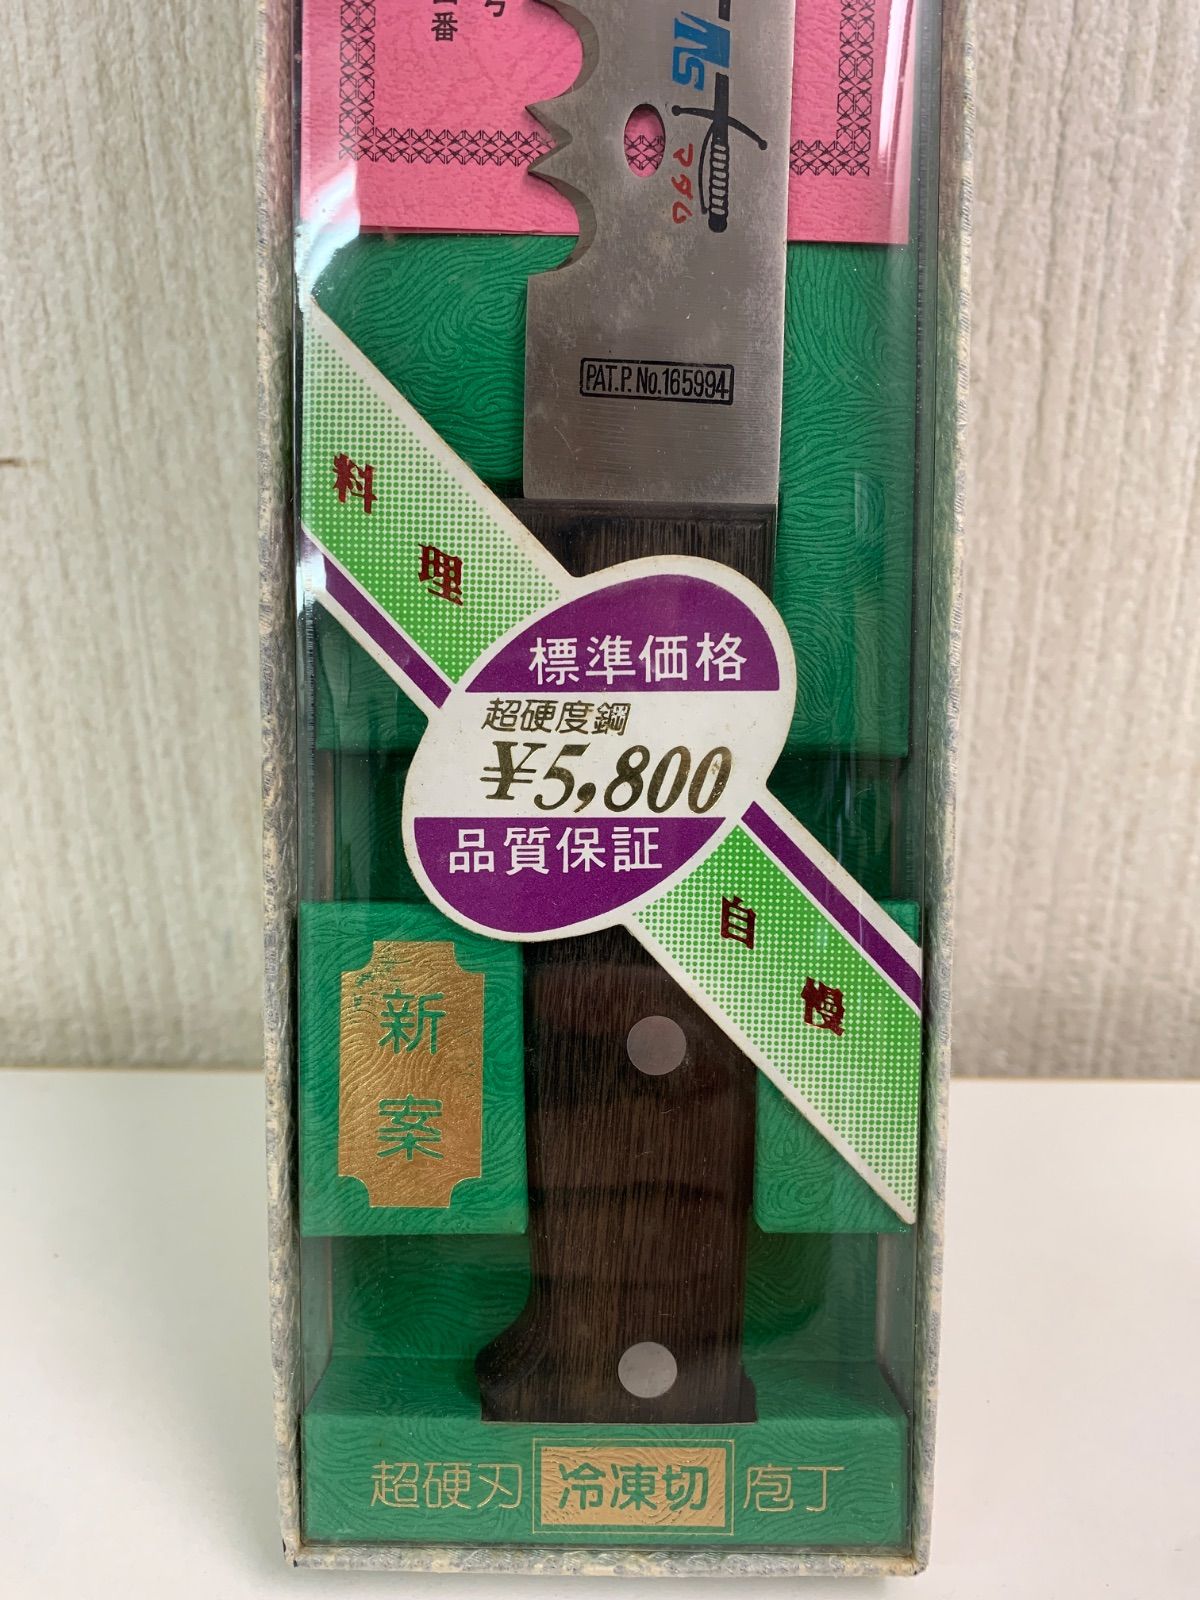 番
マダム
PAT.P. No.165994
料理
標準価格
超硬度鋼
¥5,800
品質保証
自慢
新案
超硬刃 冷凍切 庖丁